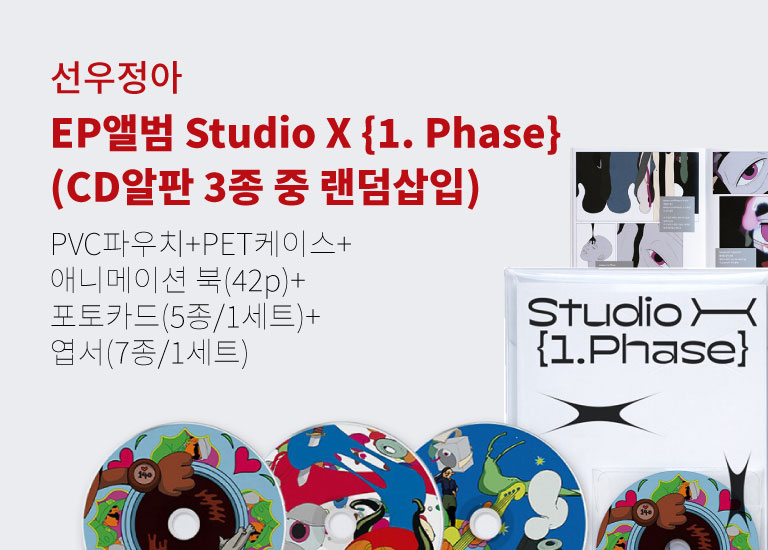 선우정아
EP앨범 Studio X {1. Phase}
(CD알판 3종 중 랜덤삽입)
PVC파우치+PET케이스+
애니메이션 북(42p)+
포토카드(5종/1세트)+
엽서(7종/1세트)
Studio X
{1.Phase}
140
140